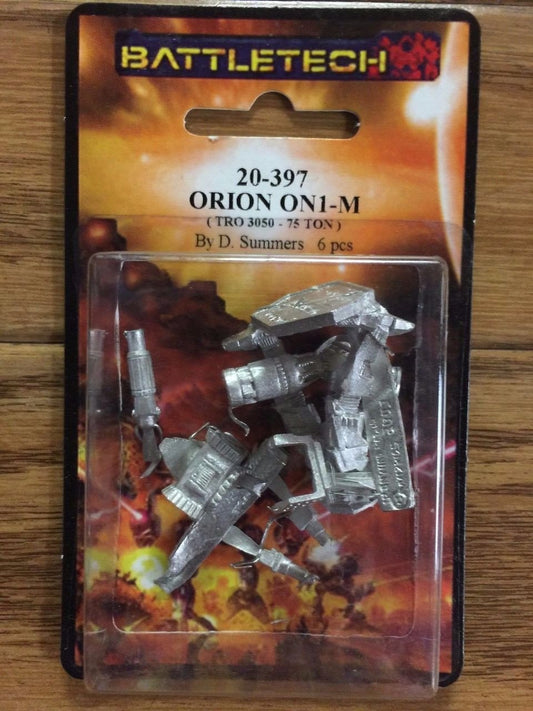 BATTLETECH
20-397
ORION ON1-M
( TRO 3050 - 75 TON )
By D. Summers 6 pcs